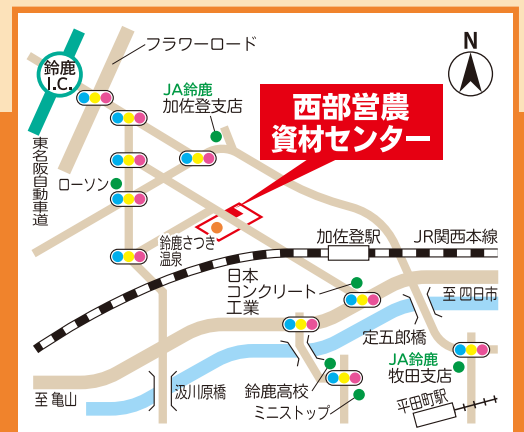 フラワーロード
N
鈴鹿
I.C.
JA鈴鹿
加佐登支店
西部営農
資材センター
東名阪自動車道
ローソン
鈴鹿さつき
温泉
加佐登駅
JR関西本線
日本
コンクリート
工業
至 四日市
定五郎橋
JA鈴鹿
牧田支店
至 亀山
汲川原橋
鈴鹿高校
ミニストップ
平田町駅